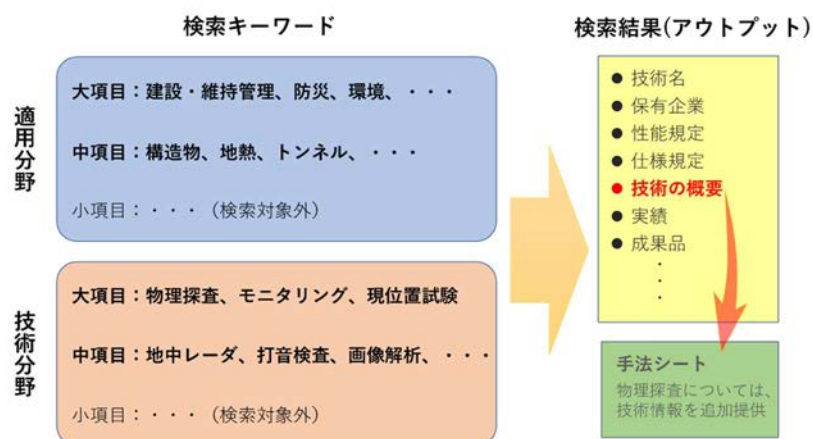 検索キーワード
適用分野
大項目：建設・維持管理、防災、環境、・・・
中項目：構造物、地熱、トンネル、・・・
小項目：・・・（検索対象外）
技術分野
大項目：物理探査、モニタリング、現位置試験
中項目：地中レーダ、打音検査、画像解析、・・・
小項目：・・・（検索対象外）
検索結果(アウトプット)
● 技術名
● 保有企業
● 性能規定
● 仕様規定
● 技術の概要
● 実績
● 成果品
・
・
・
手法シート
物理探査については、
技術情報を追加提供